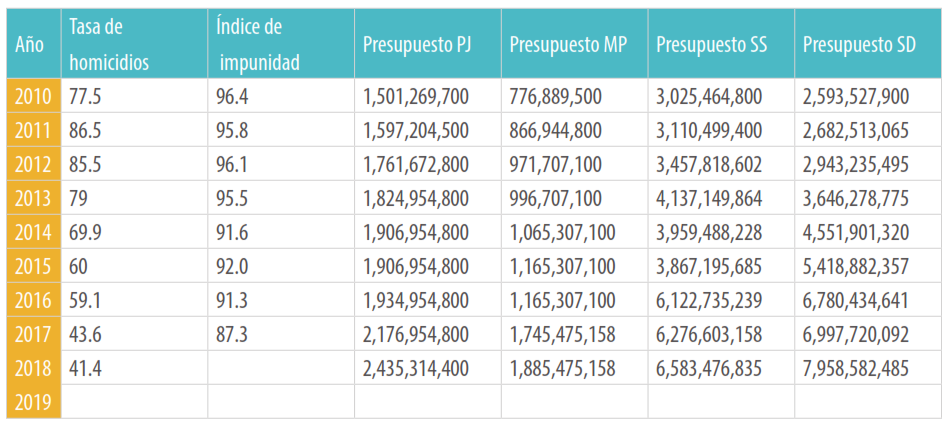 Año Tasa de homicidios Índice de impunidad Presupuesto PJ Presupuesto MP Presupuesto SS Presupuesto SD
2010 77.5 96.4 1,501,269,700 776,889,500 3,025,464,800 2,593,527,900
2011 86.5 95.8 1,597,204,500 866,944,800 3,110,499,400 2,682,513,065
2012 85.5 96.1 1,761,672,800 971,707,100 3,457,818,602 2,943,235,495
2013 79 95.5 1,824,954,800 996,707,100 4,137,149,864 3,646,278,775
2014 69.9 91.6 1,906,954,800 1,065,307,100 3,959,488,228 4,551,901,320
2015 60 92.0 1,906,954,800 1,165,307,100 3,867,195,685 5,418,882,357
2016 59.1 91.3 1,934,954,800 1,165,307,100 6,122,735,239 6,780,434,641
2017 43.6 87.3 2,176,954,800 1,745,475,158 6,276,603,158 6,997,720,092
2018 41.4 2,435,314,400 1,885,475,158 6,583,476,835 7,958,582,485
2019